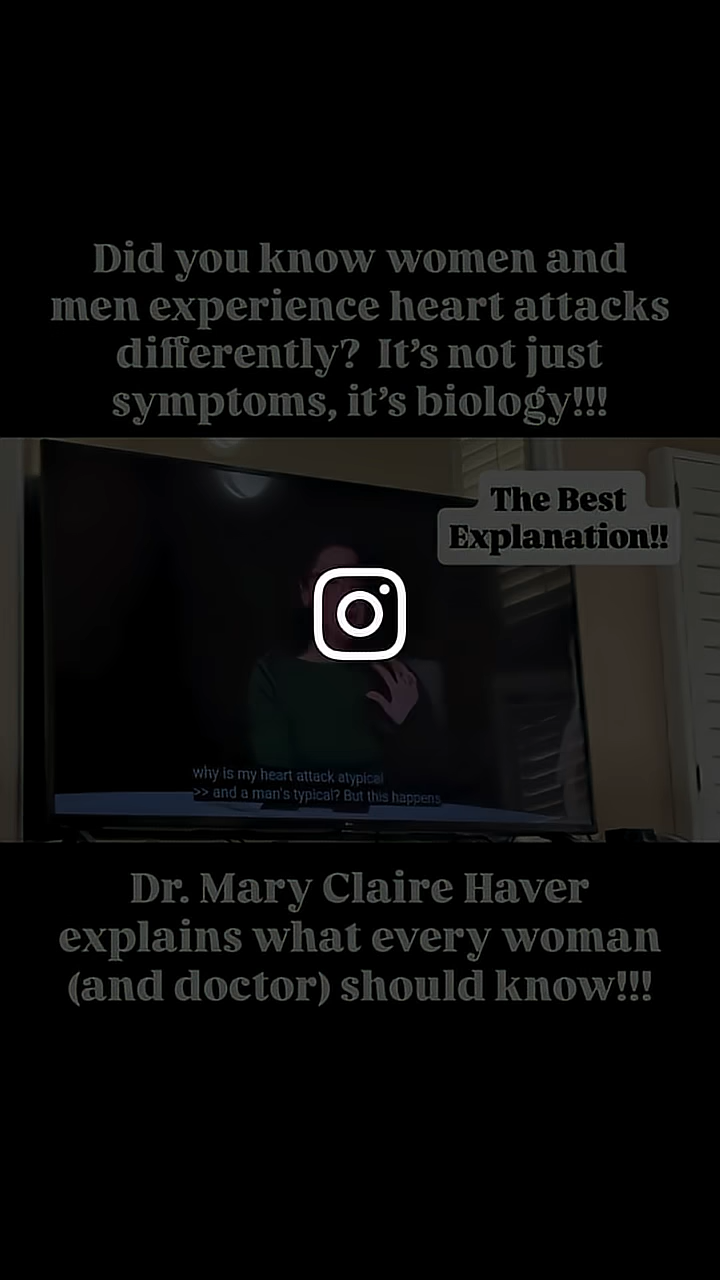 Did you know women and
men experience heart attacks
differently? It's not just
symptoms, it's biology!!!
The Best
Explanation!!
why is my heart attack atypical
>> and a man's typical? But this happens
Dr. Mary Claire Haver
explains what every woman
(and doctor) should know!!!